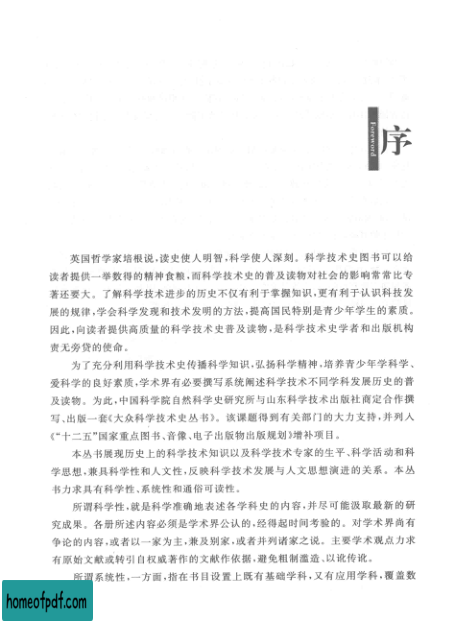 序
Foreword
英国哲学家培根说,读史使人明智,科学使人深刻。科学技术史图书可以给
读者提供一举数得的精神食粮,而科学技术史的普及读物对社会的影响常常比专
著还要大。了解科学技术进步的历史不仅有利于掌握知识,更有利于认识科技发
展的规律,学会科学发现和技术发明的方法,提高国民特别是青少年学生的素质。
因此,向读者提供高质量的科学技术史普及读物,是科学技术史学者和出版机构
责无旁贷的使命。
为了充分利用科学技术史传播科学知识,弘扬科学精神,培养青少年学科学、
爱科学的良好素质,学术界有必要撰写系统阐述科学技术不同学科发展历史的普
及读物。为此,中国科学院自然科学史研究所与山东科学技术出版社商定合作撰
写、出版一套《大众科学技术史丛书》。该课题得到有关部门的大力支持,并列入
《“十二五”国家重点图书、音像、电子出版物出版规划》增补项目。
本丛书展现历史上的科学技术知识以及科学技术专家的生平、科学活动和科
学思想,兼具科学性和人文性,反映科学技术发展与人文思想演进的关系。本丛
书力求具有科学性、系统性和通俗可读性。
所谓科学性,就是科学准确地表述各学科史的内容,并尽可能汲取最新的研
究成果。各册所述内容必须是学术界公认的,经得起时间考验的。对学术界尚有
争论的内容,或者以一家为主,兼及别家,或者并列诸家之说。主要学术观点力求
有原始文献或转引自权威著作的文献作依据,避免粗制滥造、以讹传讹。
所谓系统性,一方面,指在书目设置上既有基础学科,又有应用学科,覆盖数
homeofpdf.com